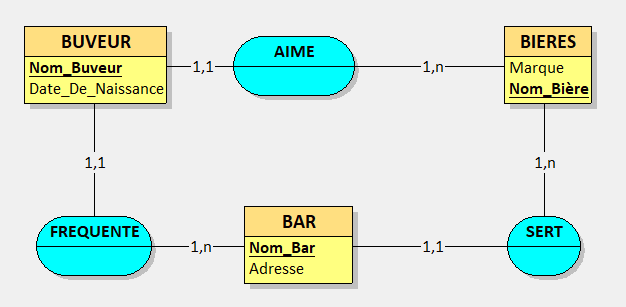 BUVEUR
Nom_Buveur
Date_De_Naissance
1,1
AIME
1,n
BIERES
Marque
Nom_Bière
1,1
1,n
FREQUENTE
1,n
BAR
Nom_Bar
Adresse
1,1
SERT